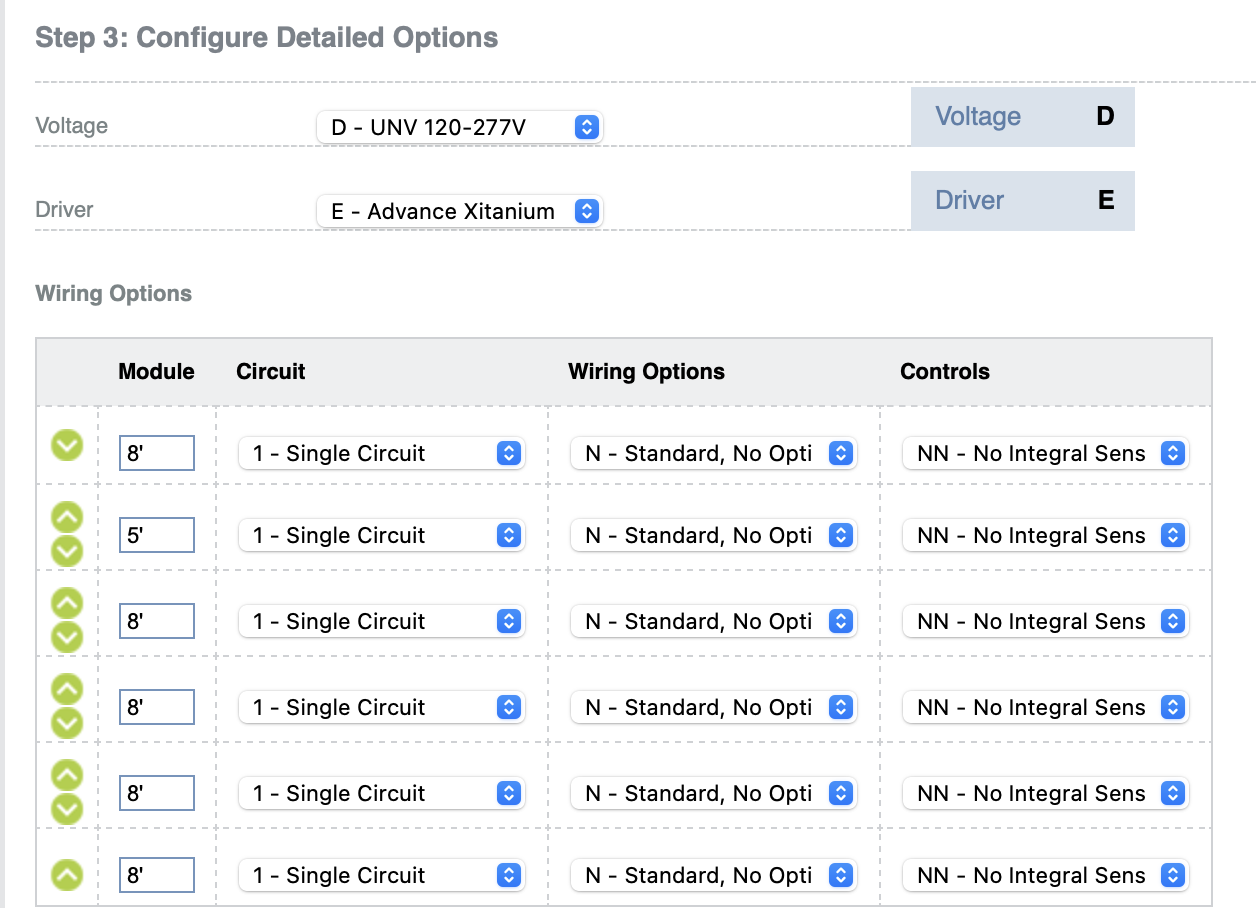 Step 3: Configure Detailed Options
Voltage D - UNV 120-277V Voltage D
Driver E - Advance Xitanium Driver E
Wiring Options
Module Circuit Wiring Options Controls
8' 1 - Single Circuit N - Standard, No Opti NN - No Integral Sens
5' 1 - Single Circuit N - Standard, No Opti NN - No Integral Sens
8' 1 - Single Circuit N - Standard, No Opti NN - No Integral Sens
8' 1 - Single Circuit N - Standard, No Opti NN - No Integral Sens
8' 1 - Single Circuit N - Standard, No Opti NN - No Integral Sens
8' 1 - Single Circuit N - Standard, No Opti NN - No Integral Sens